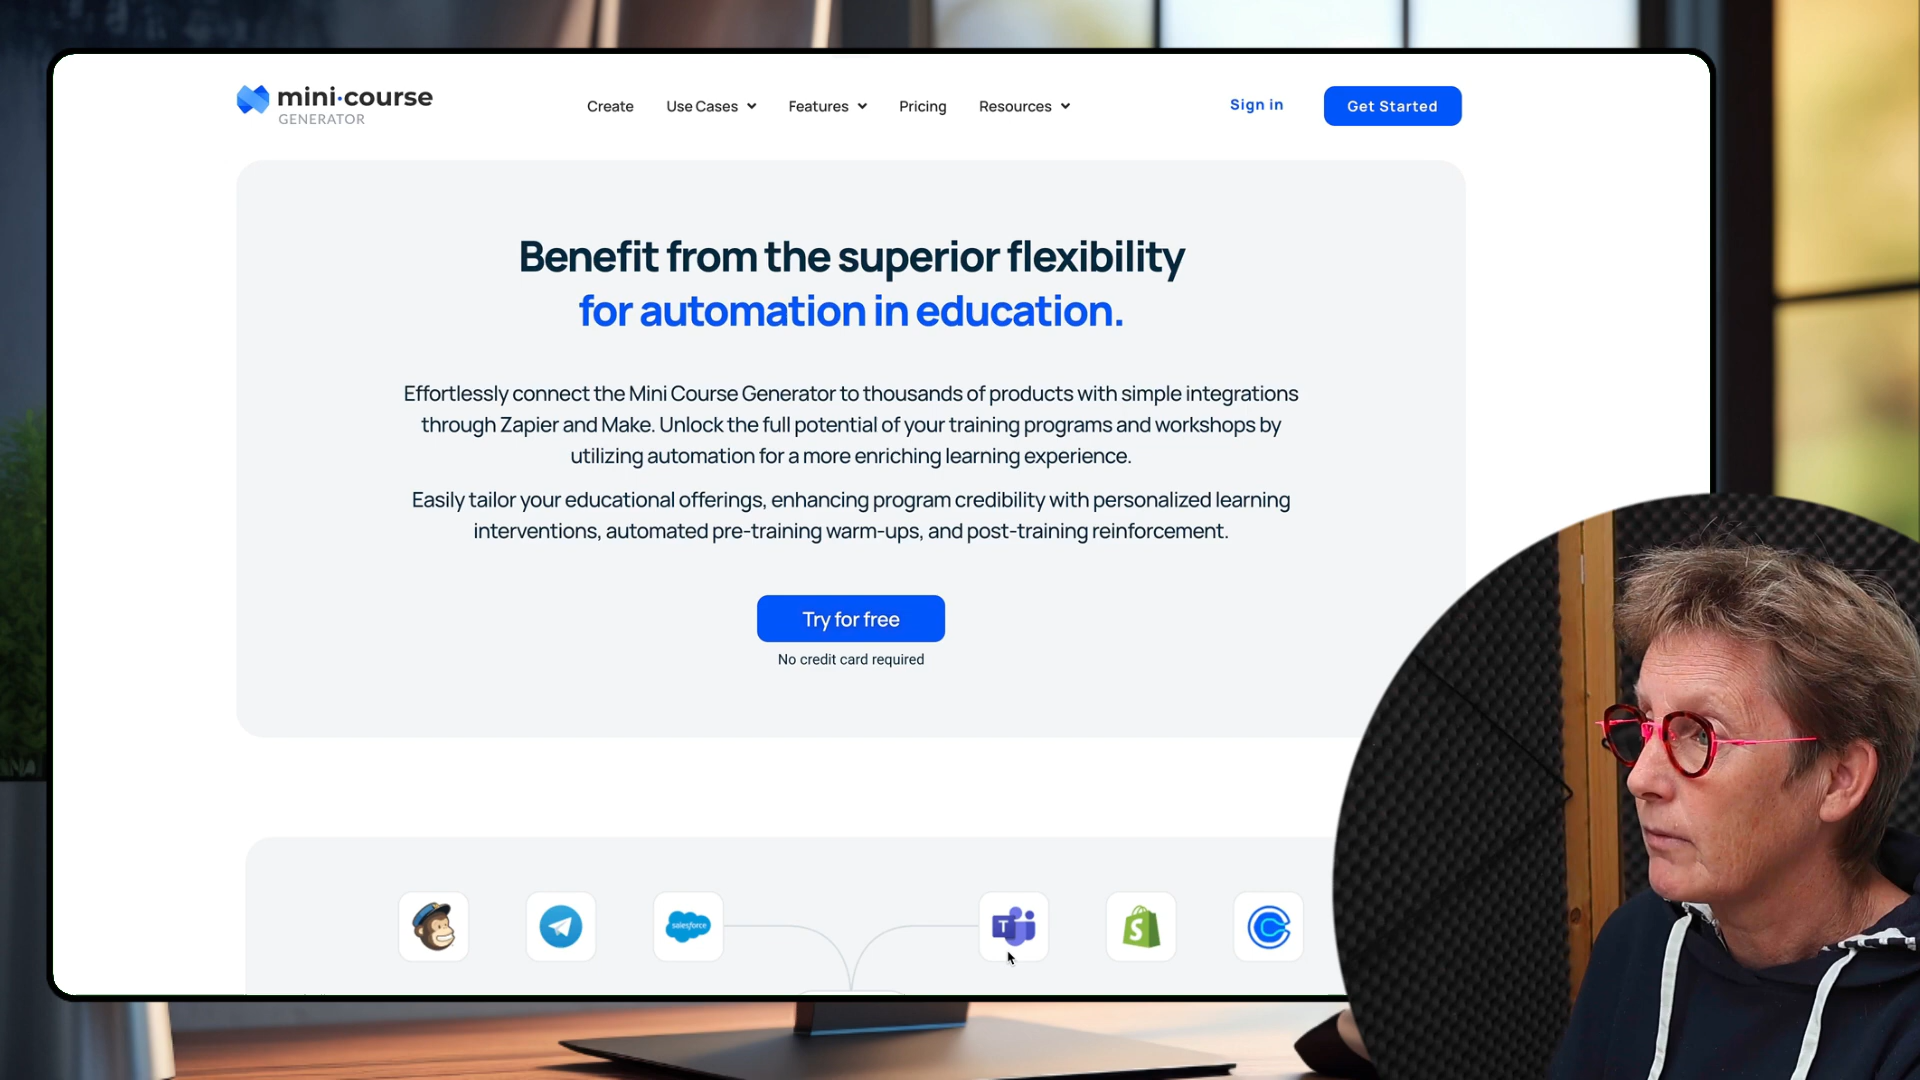 mini·course
GENERATOR
Create
Use Cases
Features
Pricing
Resources
Sign in
Get Started
Benefit from the superior flexibility
for automation in education.
Effortlessly connect the Mini Course Generator to thousands of products with simple integrations
through Zapier and Make. Unlock the full potential of your training programs and workshops by
utilizing automation for a more enriching learning experience.
Easily tailor your educational offerings, enhancing program credibility with personalized learning
interventions, automated pre-training warm-ups, and post-training reinforcement.
Try for free
No credit card required
salesforce
T
S